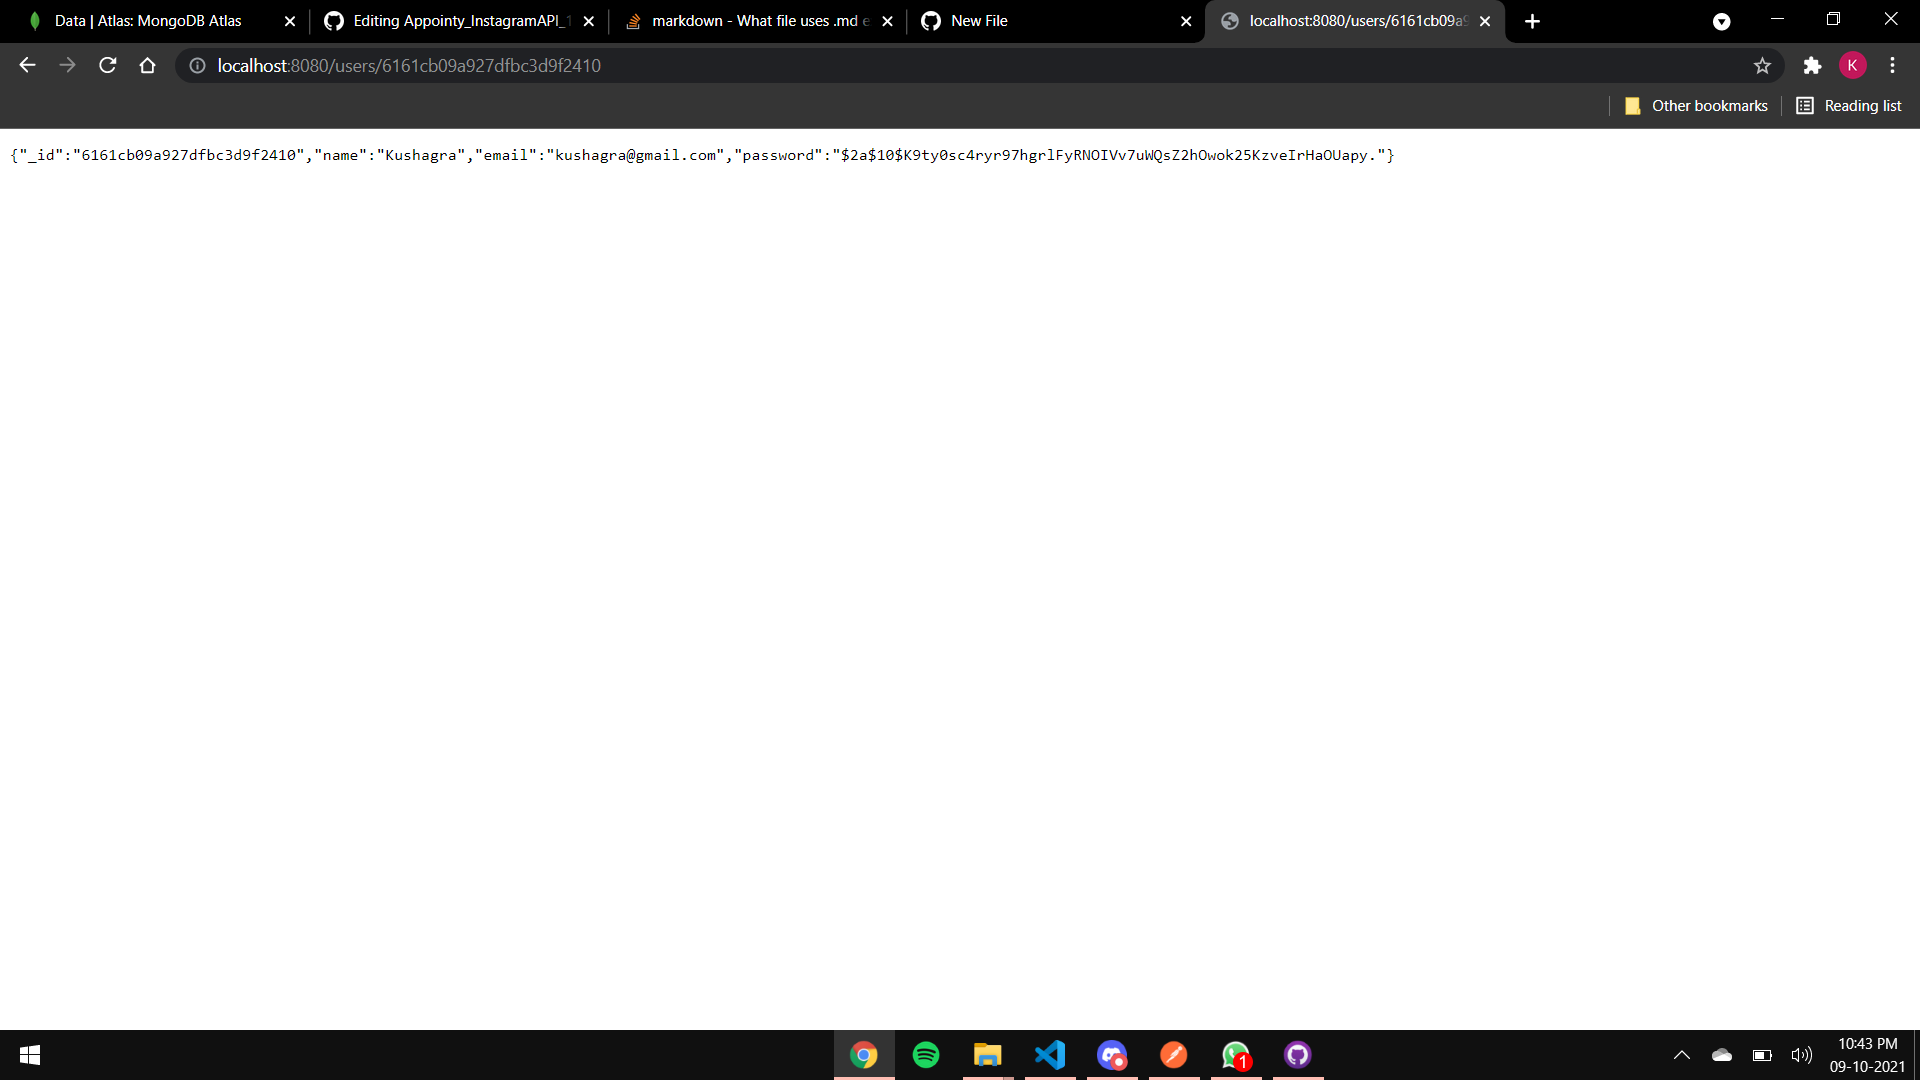 Data | Atlas: MongoDB Atlas
Editing Appointy_InstagramAPI_1
markdown - What file uses .md e
New File
localhost:8080/users/6161cb09a9
localhost:8080/users/6161cb09a927dfbc3d9f2410
K
Other bookmarks
Reading list
{"_id":"6161cb09a927dfbc3d9f2410","name":"Kushagra","email":"kushagra@gmail.com","password":"$2a$10$K9ty0sc4ryr97hgrlFyRNOIVv7uWQsZ2hOwok25KzveIrHaOUapy."}
1
10:43 PM
09-10-2021